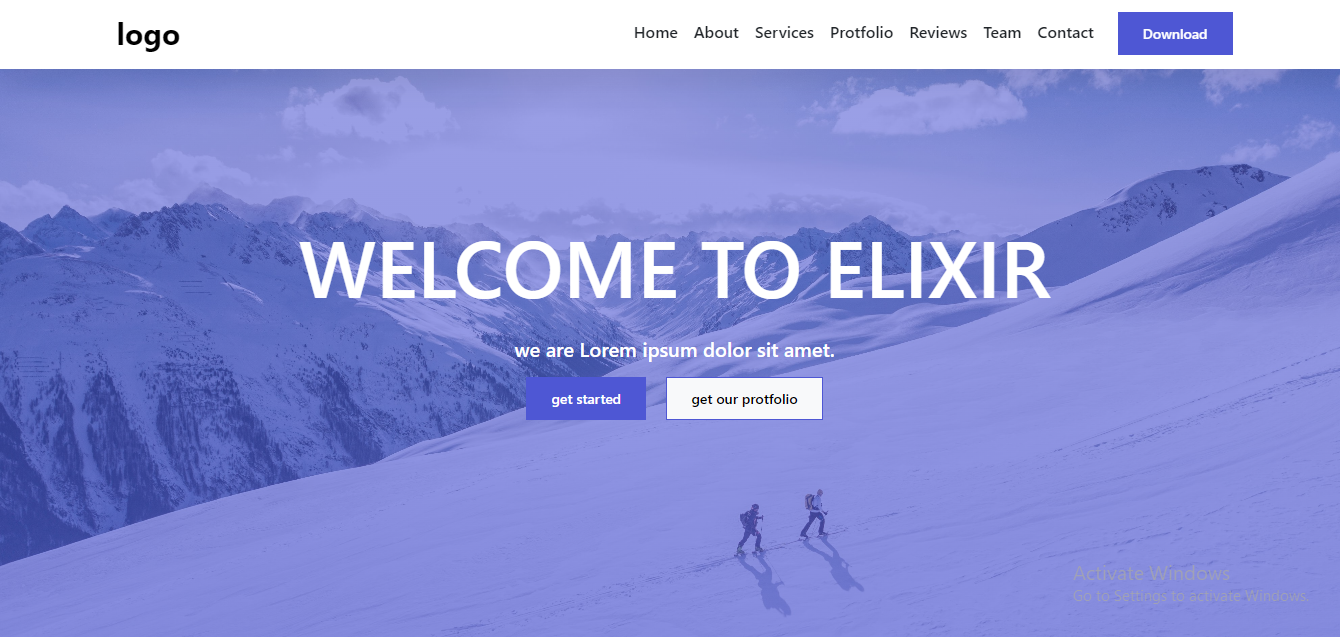 logo
Home About Services Protfolio Reviews Team Contact Download
WELCOME TO ELIXIR
we are Lorem ipsum dolor sit amet.
get started get our protfolio
Activate Windows
Go to Settings to activate Windows.